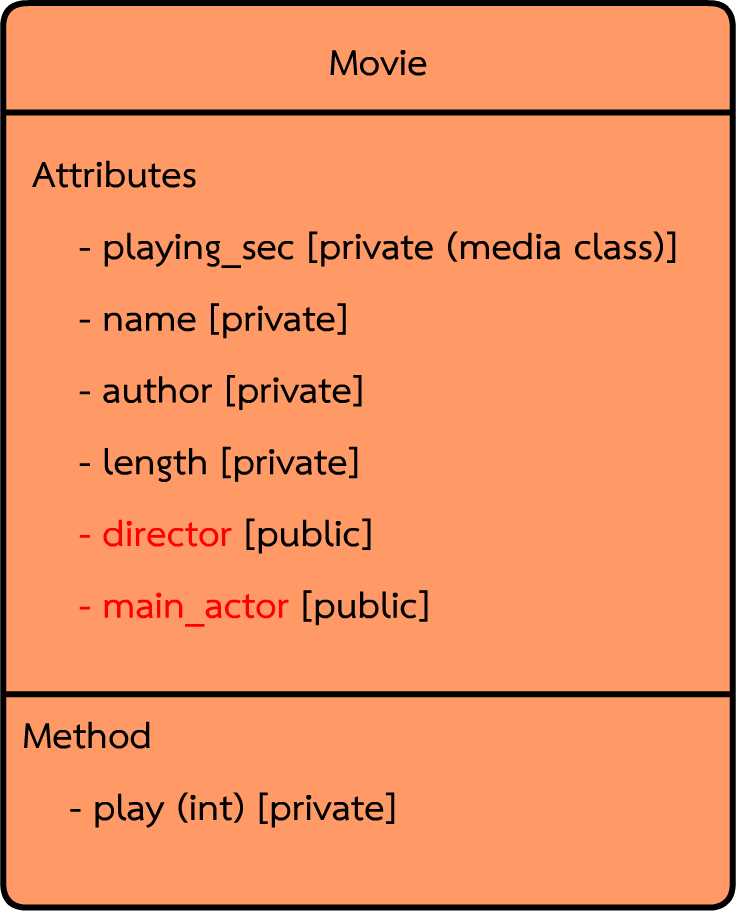 Movie
Attributes
- playing_sec [private (media class)]
- name [private]
- author [private]
- length [private]
- director [public]
- main_actor [public]
Method
- play (int) [private]